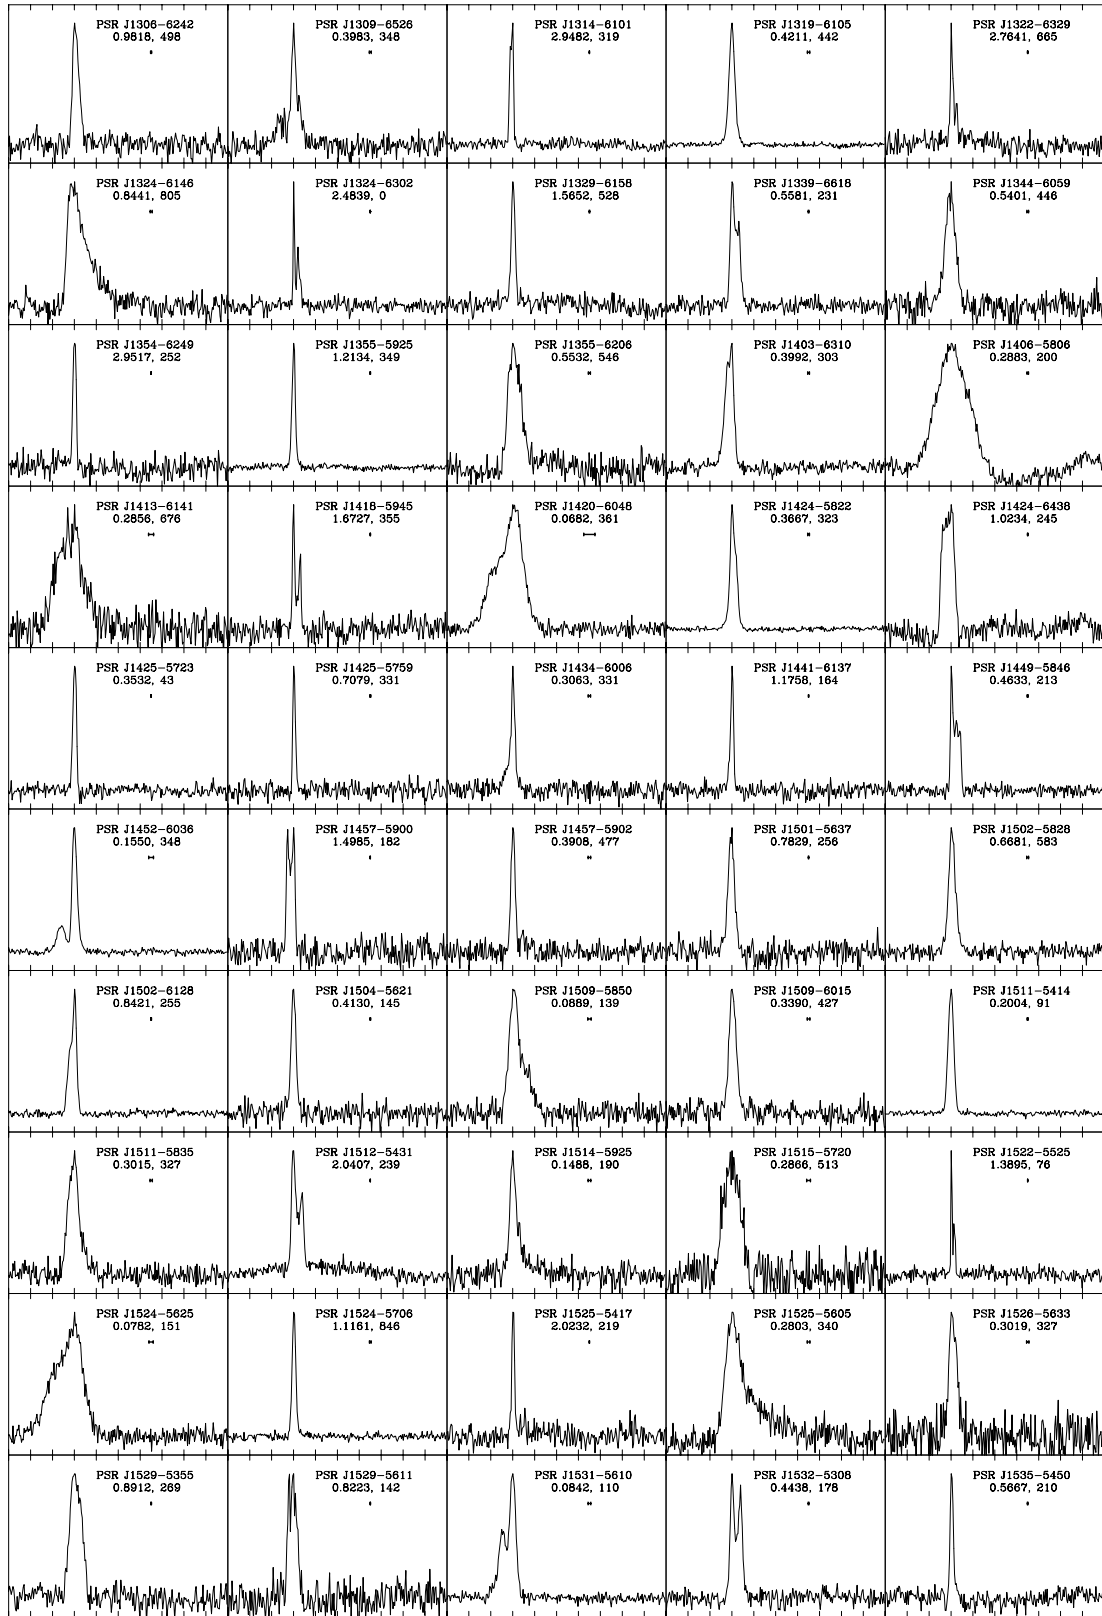 PSR J1306-6242
0.9818, 498
PSR J1309-6526
0.3983, 348
PSR J1314-6101
2.9482, 319
PSR J1319-6105
0.4211, 442
PSR J1322-6329
2.7641, 665
PSR J1324-6146
0.8441, 805
PSR J1324-6302
2.4839, 0
PSR J1329-6158
1.5652, 528
PSR J1339-6618
0.5581, 231
PSR J1344-6059
0.5401, 446
PSR J1354-6249
2.9517, 252
PSR J1355-5925
1.2134, 349
PSR J1355-6206
0.5532, 546
PSR J1403-6310
0.3992, 303
PSR J1406-5806
0.2883, 200
PSR J1413-6141
0.2856, 676
PSR J1416-5945
1.6727, 355
PSR J1420-6048
0.0682, 361
PSR J1424-5822
0.3667, 323
PSR J1424-6438
1.0234, 245
PSR J1425-5723
0.3532, 43
PSR J1425-5759
0.7079, 331
PSR J1434-6006
0.3063, 331
PSR J1441-6137
1.1758, 164
PSR J1449-5846
0.4633, 213
PSR J1452-6036
0.1550, 348
PSR J1457-5900
1.4985, 182
PSR J1457-5902
0.3908, 477
PSR J1501-5637
0.7829, 256
PSR J1502-5828
0.6681, 583
PSR J1502-6128
0.8421, 255
PSR J1504-5621
0.4130, 145
PSR J1509-5850
0.0889, 139
PSR J1509-6015
0.3390, 427
PSR J1511-5414
0.2004, 91
PSR J1511-5835
0.3015, 327
PSR J1512-5431
2.0407, 239
PSR J1514-5925
0.1488, 190
PSR J1515-5720
0.2866, 513
PSR J1522-5525
1.3895, 76
PSR J1524-5625
0.0782, 151
PSR J1524-5706
1.1161, 846
PSR J1525-5417
2.0232, 219
PSR J1525-5605
0.2803, 340
PSR J1526-5633
0.3019, 327
PSR J1529-5355
0.8912, 269
PSR J1529-5611
0.8223, 142
PSR J1531-5610
0.0842, 110
PSR J1532-5308
0.4438, 178
PSR J1535-5450
0.5667, 210